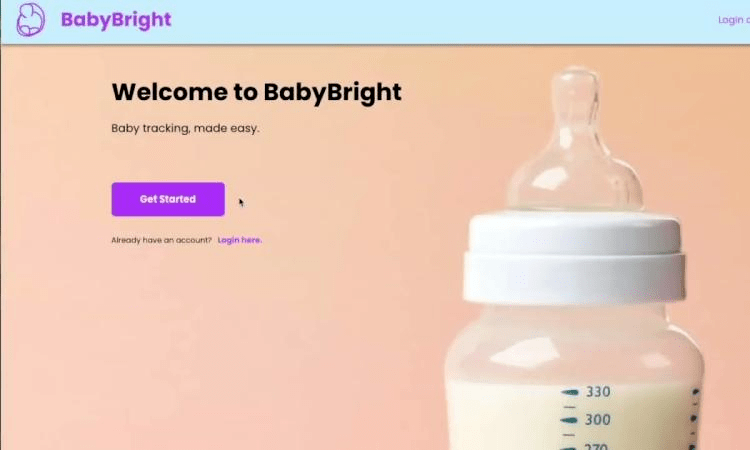 BabyBright
Login
Welcome to BabyBright
Baby tracking, made easy.
Get Started
Already have an account? Login here.
330
300
270